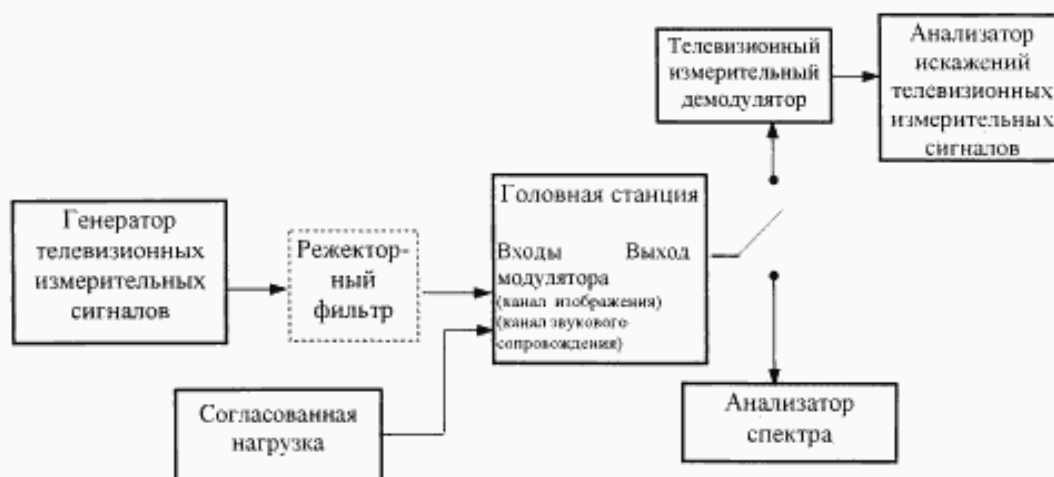 Генератор
телевизионных
измерительных
сигналов
Режектор-
ный
фильтр
Согласованная
нагрузка
Головная станция
Входы Выход
модулятора
(канал изображения)
(канал звукового
сопровождения)
Телевизионный
измерительный
демодулятор
Анализатор
искажений
телевизионных
измерительных
сигналов
Анализатор
спектра